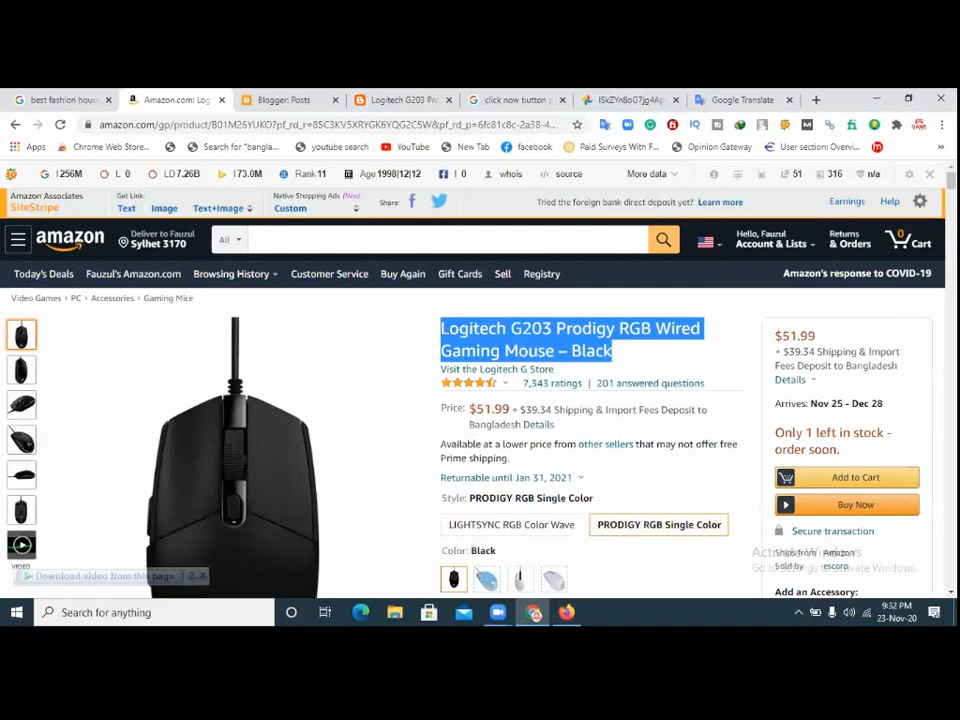 best fashion hous
Amazon.com: Log
Blogger: Posts
Logitech G203 Pro
click now button p
ISkZYn8oG7jg4Ap
Google Translate
amazon.com/gp/product/B01M26YUKO?pf_rd_r=85C3KV5XRYGK6YQG2C5W&pf_rd_p=6fc81c8c-2a38-4...
Apps
Chrome Web Store...
Search for "bangla...
youtube search
YouTube
New Tab
facebook
Paid Surveys With F...
Opinion Gateway
User section: Overvi...
I 256M
L 0
LD 7.26B
I 73.0M
Rank 11
Age 1998|12|12
I 0
whois
source
More data
51
316
n/a
Amazon Associates
SiteStripe
Get Link:
Text
Image
Text+Image
Native Shopping Ads (New)
Custom
Share:
Tried the foreign bank direct deposit yet? Learn more
Earnings
Help
amazon
Deliver to Fauzul
Sylhet 3170
All
Hello, Fauzul
Account & Lists
Returns
& Orders
0
Cart
Today's Deals
Fauzul's Amazon.com
Browsing History
Customer Service
Buy Again
Gift Cards
Sell
Registry
Amazon's response to COVID-19
Video Games › PC › Accessories › Gaming Mice
Logitech G203 Prodigy RGB Wired
Gaming Mouse – Black
Visit the Logitech G Store
7,343 ratings | 201 answered questions
Price: $51.99 + $39.34 Shipping & Import Fees Deposit to
Bangladesh Details
Available at a lower price from other sellers that may not offer free
Prime shipping.
Returnable until Jan 31, 2021
Style: PRODIGY RGB Single Color
LIGHTSYNC RGB Color Wave
PRODIGY RGB Single Color
Color: Black
$51.99
+ $39.34 Shipping & Import
Fees Deposit to Bangladesh
Details
Arrives: Nov 25 - Dec 28
Only 1 left in stock -
order soon.
Add to Cart
Buy Now
Secure transaction
Ships from Amazon
Sold by escorp
Activate Windows
Go to Settings to activate Windows.
Add an Accessory:
VIDEO
Download video from this page
? x
Search for anything
9:32 PM
23-Nov-20